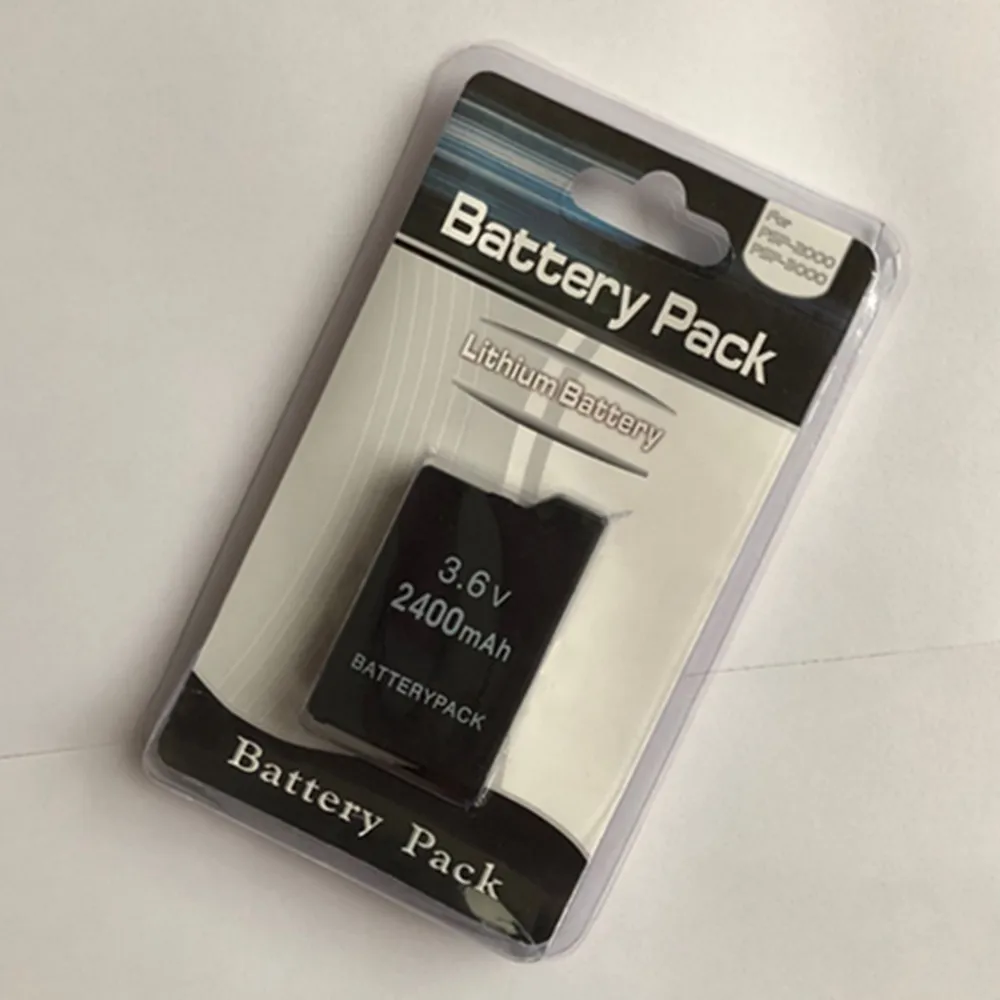 For
PSP-2000
PSP-3000
Battery Pack
Lithium Battery
3.6V
2400mAh
BATTERYPACK
Battery Pack